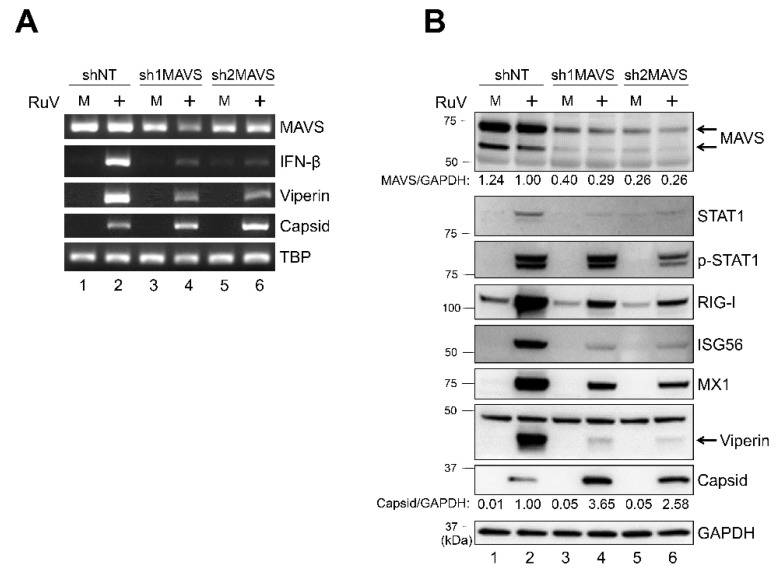 A
shNT sh1MAVS sh2MAVS
RuV M + M + M +
MAVS
IFN-β
Viperin
Capsid
TBP
1 2 3 4 5 6
B
shNT sh1MAVS sh2MAVS
RuV M + M + M +
75
MAVS
50
MAVS/GAPDH: 1.24 1.00 0.40 0.29 0.26 0.26
STAT1
75
p-STAT1
75
RIG-I
100
ISG56
50
75 MX1
50
Viperin
37
Capsid
Capsid/GAPDH: 0.01 1.00 0.05 3.65 0.05 2.58
37
GAPDH
(kDa)
1 2 3 4 5 6